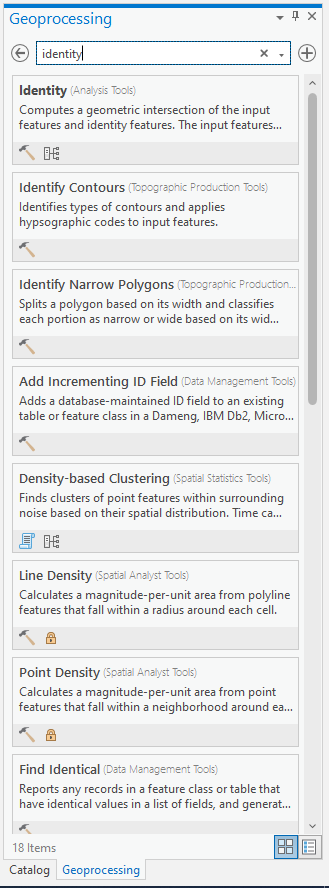 Geoprocessing
identity
Identity (Analysis Tools)
Computes a geometric intersection of the input
features and identity features. The input features...
Identify Contours (Topographic Production Tools)
Identifies types of contours and applies
hypsographic codes to input features.
Identify Narrow Polygons (Topographic Production...
Splits a polygon based on its width and classifies
each portion as narrow or wide based on its wid...
Add Incrementing ID Field (Data Management Tools)
Adds a database-maintained ID field to an existing
table or feature class in a Dameng, IBM Db2, Micro...
Density-based Clustering (Spatial Statistics Tools)
Finds clusters of point features within surrounding
noise based on their spatial distribution. Time ca...
Line Density (Spatial Analyst Tools)
Calculates a magnitude-per-unit area from polyline
features that fall within a radius around each cell.
Point Density (Spatial Analyst Tools)
Calculates a magnitude-per-unit area from point
features that fall within a neighborhood around ea...
Find Identical (Data Management Tools)
Reports any records in a feature class or table that
have identical values in a list of fields, and generat...
18 Items
Catalog Geoprocessing